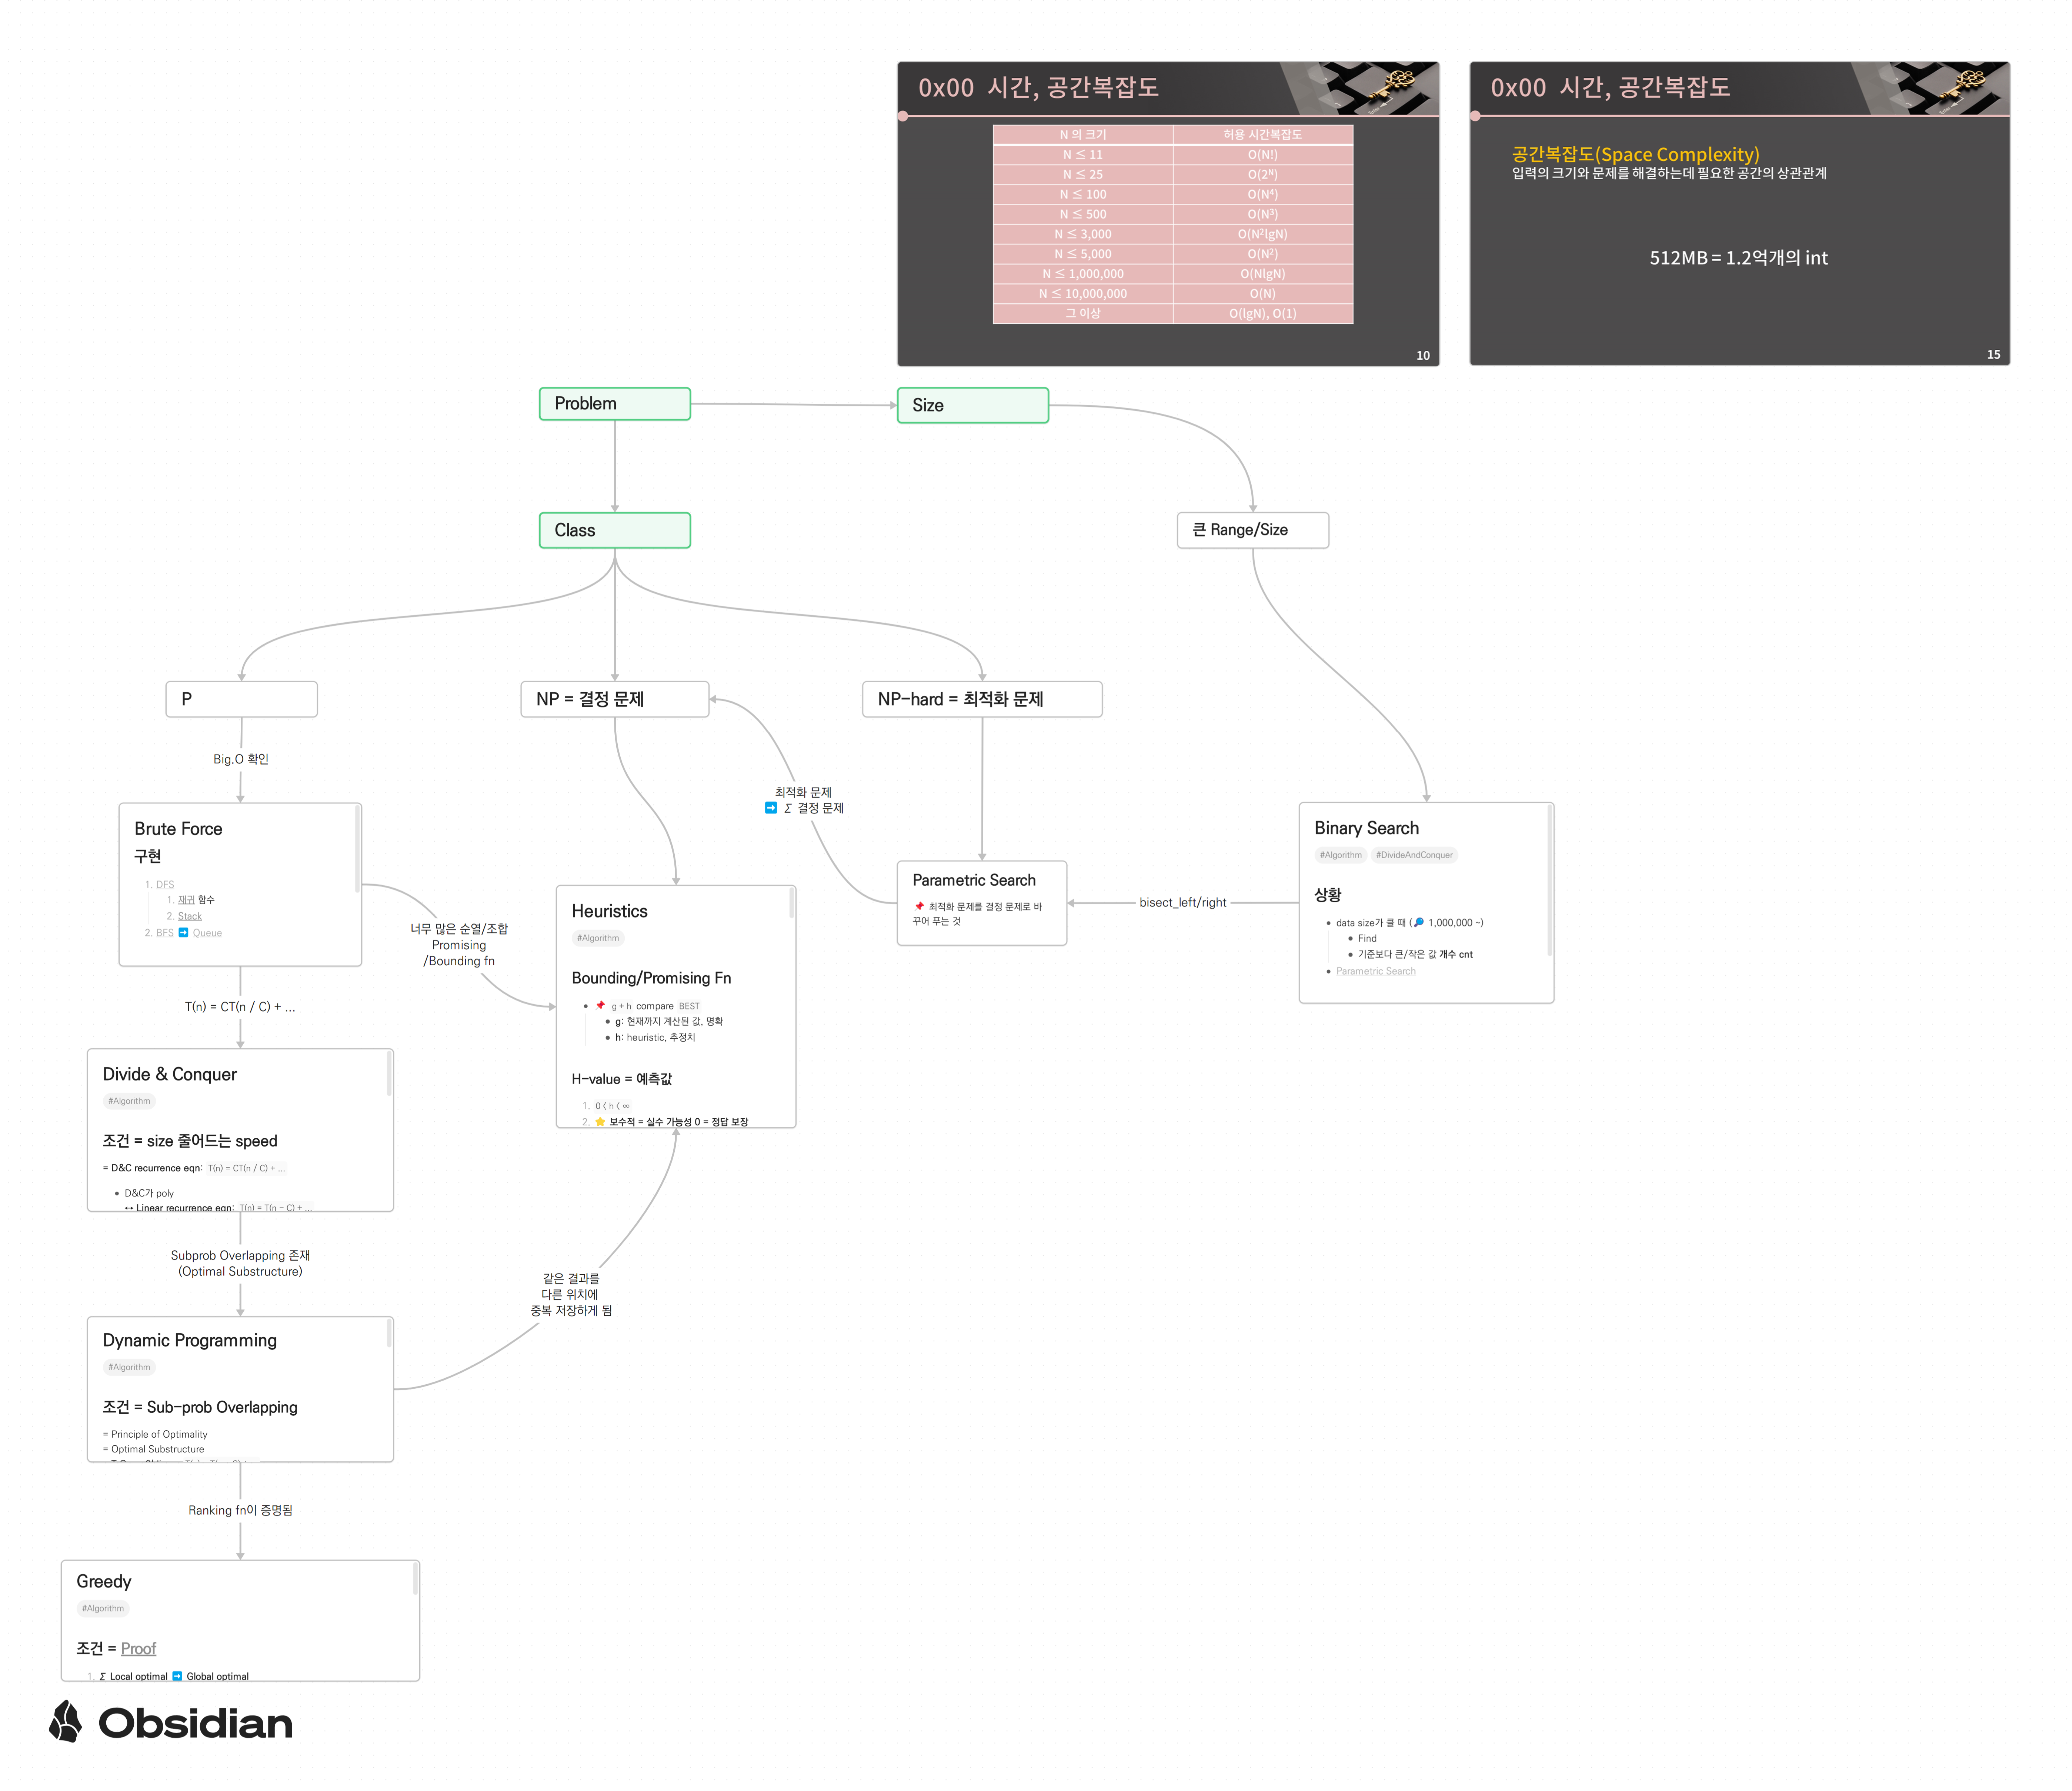 0x00 시간, 공간복잡도
N 의 크기 허용 시간복잡도
N ≤ 11 O(N!)
N ≤ 25 O(2ᴺ)
N ≤ 100 O(N⁴)
N ≤ 500 O(N³)
N ≤ 3,000 O(N²lgN)
N ≤ 5,000 O(N²)
N ≤ 1,000,000 O(NlgN)
N ≤ 10,000,000 O(N)
그 이상 O(lgN), O(1)
10
0x00 시간, 공간복잡도
공간복잡도(Space Complexity)
입력의 크기와 문제를 해결하는데 필요한 공간의 상관관계
512MB = 1.2억개의 int
15
Problem
Size
Class
큰 Range/Size
P
NP = 결정 문제
NP-hard = 최적화 문제
Big.O 확인
최적화 문제
➡️ Σ 결정 문제
Brute Force
구현
1. DFS
1. 재귀 함수
2. Stack
2. BFS ➡️ Queue
너무 많은 순열/조합
Promising
/Bounding fn
Heuristics
#Algorithm
Bounding/Promising Fn
• 📌 g + h compare BEST
• g: 현재까지 계산된 값, 명확
• h: heuristic, 추정치
H-value = 예측값
1. 0 < h < ∞
2. ⭐ 보수적 = 실수 가능성 0 = 정답 보장
Parametric Search
📌 최적화 문제를 결정 문제로 바
꾸어 푸는 것
bisect_left/right
Binary Search
#Algorithm #DivideAndConquer
상황
• data size가 클 때 (🔎 1,000,000 ~)
• Find
• 기준보다 큰/작은 값 개수 cnt
• Parametric Search
T(n) = CT(n / C) + ...
Divide & Conquer
#Algorithm
조건 = size 줄어드는 speed
= D&C recurrence eqn: T(n) = CT(n / C) + ...
• D&C가 poly
↔ Linear recurrence eqn: T(n) = T(n - C) + ...
Subprob Overlapping 존재
(Optimal Substructure)
같은 결과를
다른 위치에
중복 저장하게 됨
Dynamic Programming
#Algorithm
조건 = Sub-prob Overlapping
= Principle of Optimality
= Optimal Substructure
Ranking fn이 증명됨
Greedy
#Algorithm
조건 = Proof
1. Σ Local optimal ➡️ Global optimal
Obsidian